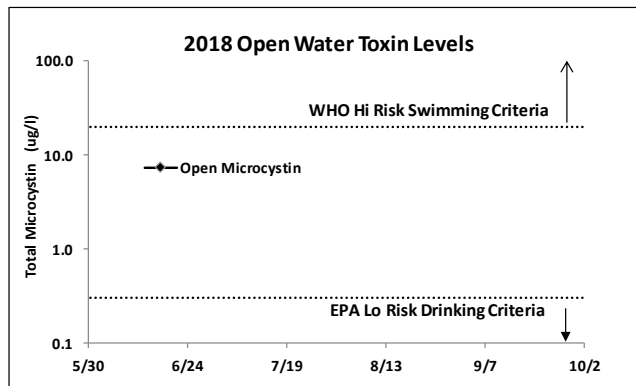 2018 Open Water Toxin Levels
100.0
WHO Hi Risk Swimming Criteria
10.0
Open Microcystin
Total Microcystin (ug/l)
1.0
EPA Lo Risk Drinking Criteria
0.1
5/30 6/24 7/19 8/13 9/7 10/2